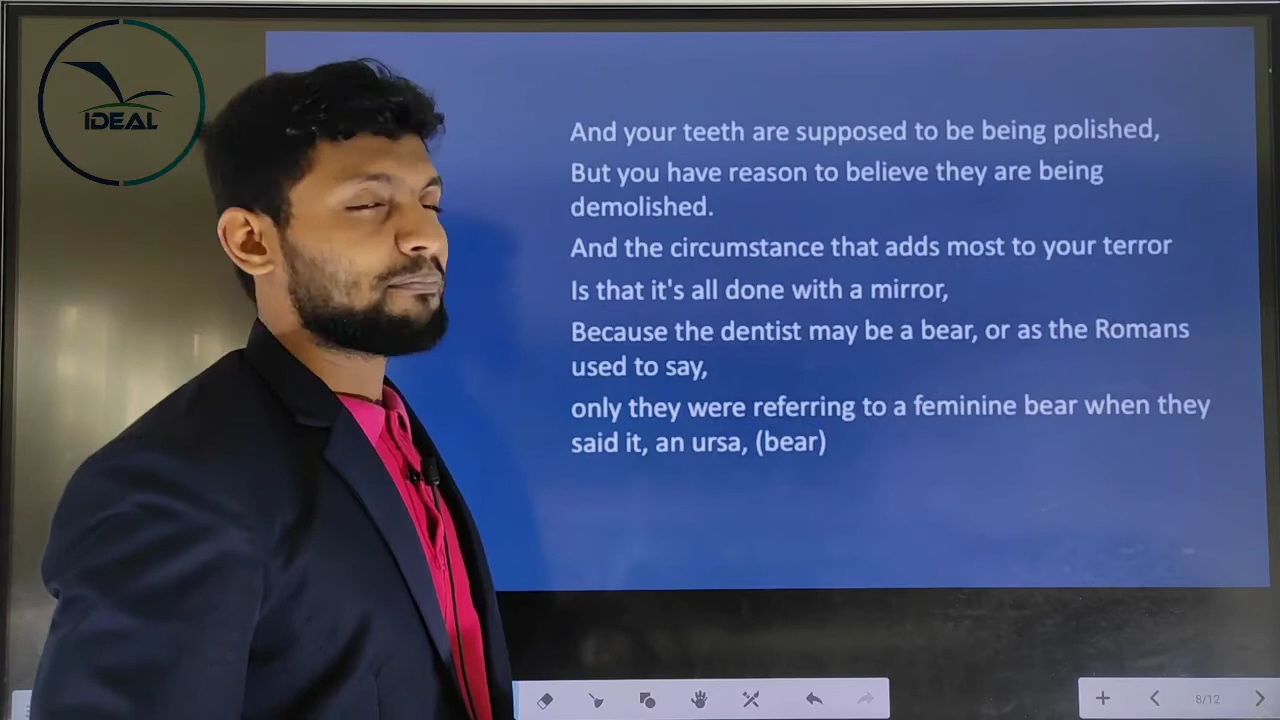 IDEAL
And your teeth are supposed to be being polished,
But you have reason to believe they are being
demolished.
And the circumstance that adds most to your terror
Is that it's all done with a mirror,
Because the dentist may be a bear, or as the Romans
used to say,
only they were referring to a feminine bear when they
said it, an ursa, (bear)
8/12